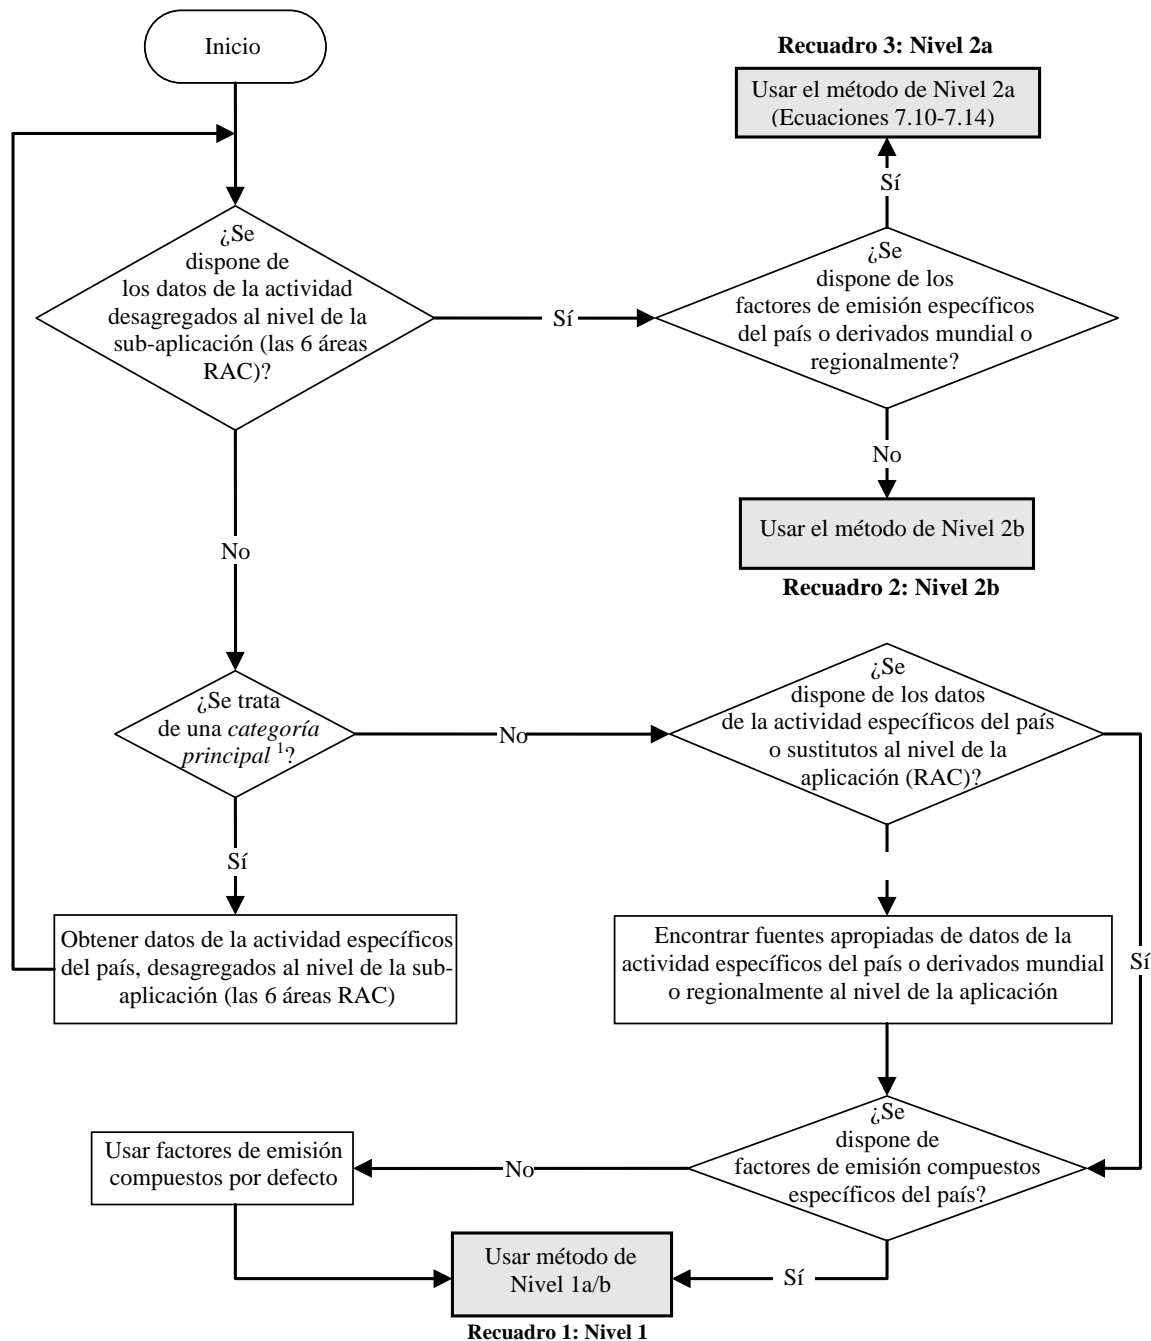 Inicio
Recuadro 3: Nivel 2a
Usar el método de Nivel 2a
(Ecuaciones 7.10-7.14)
Sí
¿Se
dispone de
los datos de la actividad
desagregados al nivel de la
sub-aplicación (las 6 áreas
RAC)?
Sí
¿Se
dispone de los
factores de emisión específicos
del país o derivados mundial o
regionalmente?
No
Usar el método de Nivel 2b
Recuadro 2: Nivel 2b
No
¿Se trata
de una categoría
principal 1?
No
¿Se
dispone de los datos
de la actividad específicos del país
o sustitutos al nivel de la
aplicación (RAC)?
Sí
Obtener datos de la actividad específicos
del país, desagregados al nivel de la sub-
aplicación (las 6 áreas RAC)
Encontrar fuentes apropiadas de datos de la
actividad específicos del país o derivados mundial
o regionalmente al nivel de la aplicación
Sí
¿Se
dispone de
factores de emisión compuestos
específicos del país?
No
Usar factores de emisión
compuestos por defecto
Sí
Usar método de
Nivel 1a/b
Recuadro 1: Nivel 1